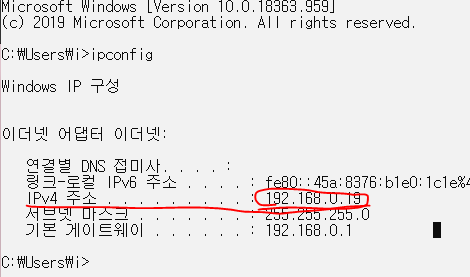 Microsoft Windows [Version 10.0.18363.959]
(c) 2019 Microsoft Corporation. All rights reserved.
C:₩Users₩i>ipconfig
Windows IP 구성
이더넷 어댑터 이더넷:
연결별 DNS 접미사. . . . :
링크-로컬 IPv6 주소 . . . . : fe80::45a:8376:b1e0:1c1e%4
IPv4 주소 . . . . . . . . . : 192.168.0.19
서브넷 마스크 . . . . . . . : 255.255.255.0
기본 게이트웨이 . . . . . . : 192.168.0.1
C:₩Users₩i>